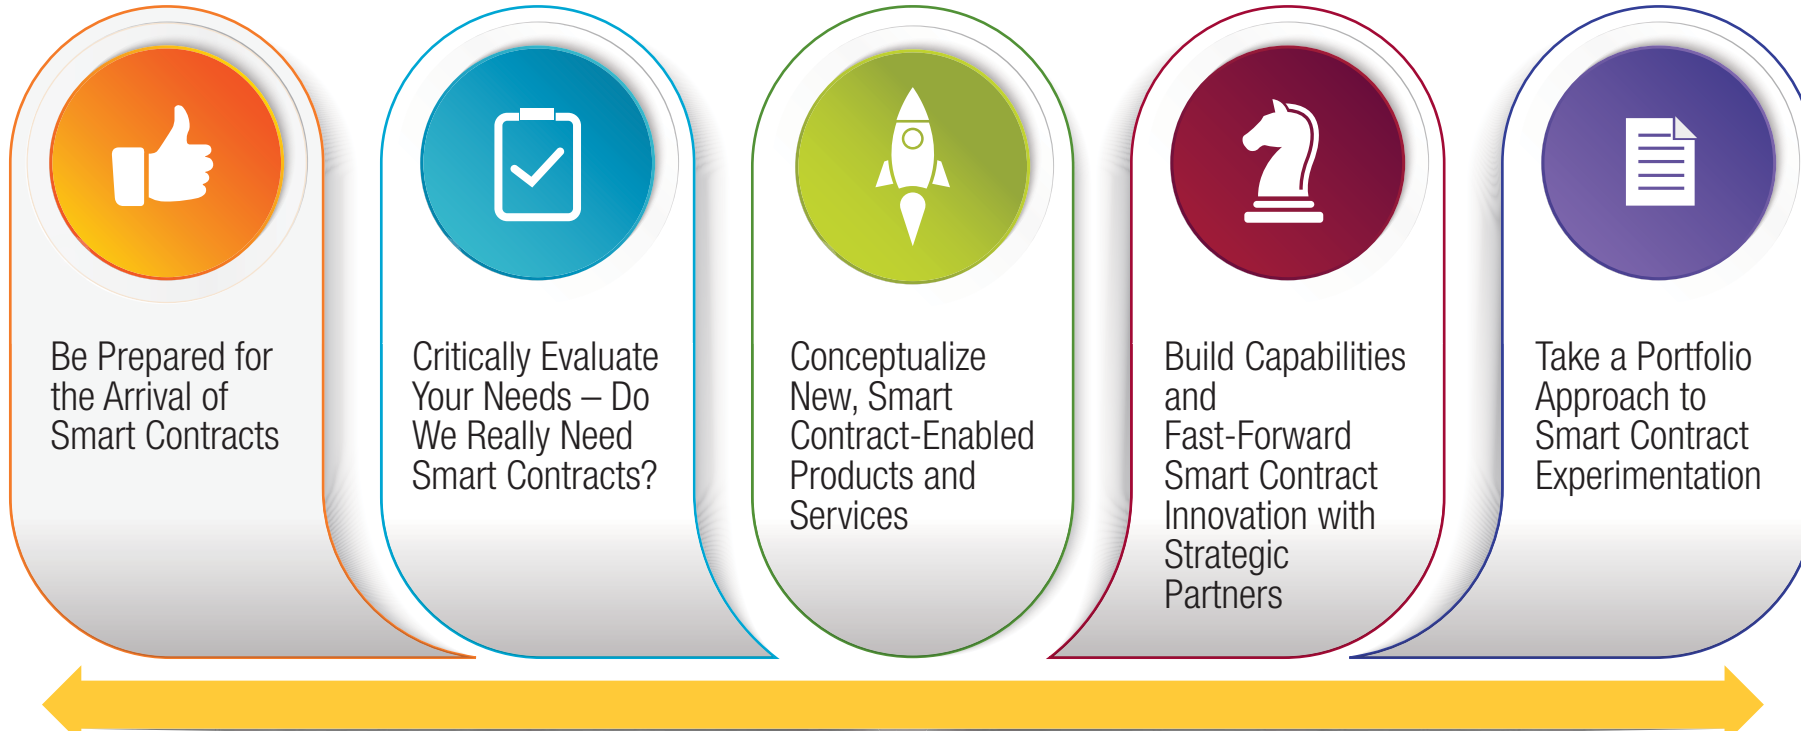 Be Prepared for
the Arrival of
Smart Contracts
Critically Evaluate
Your Needs – Do
We Really Need
Smart Contracts?
Conceptualize
New, Smart
Contract-Enabled
Products and
Services
Build Capabilities
and
Fast-Forward
Smart Contract
Innovation with
Strategic
Partners
Take a Portfolio
Approach to
Smart Contract
Experimentation